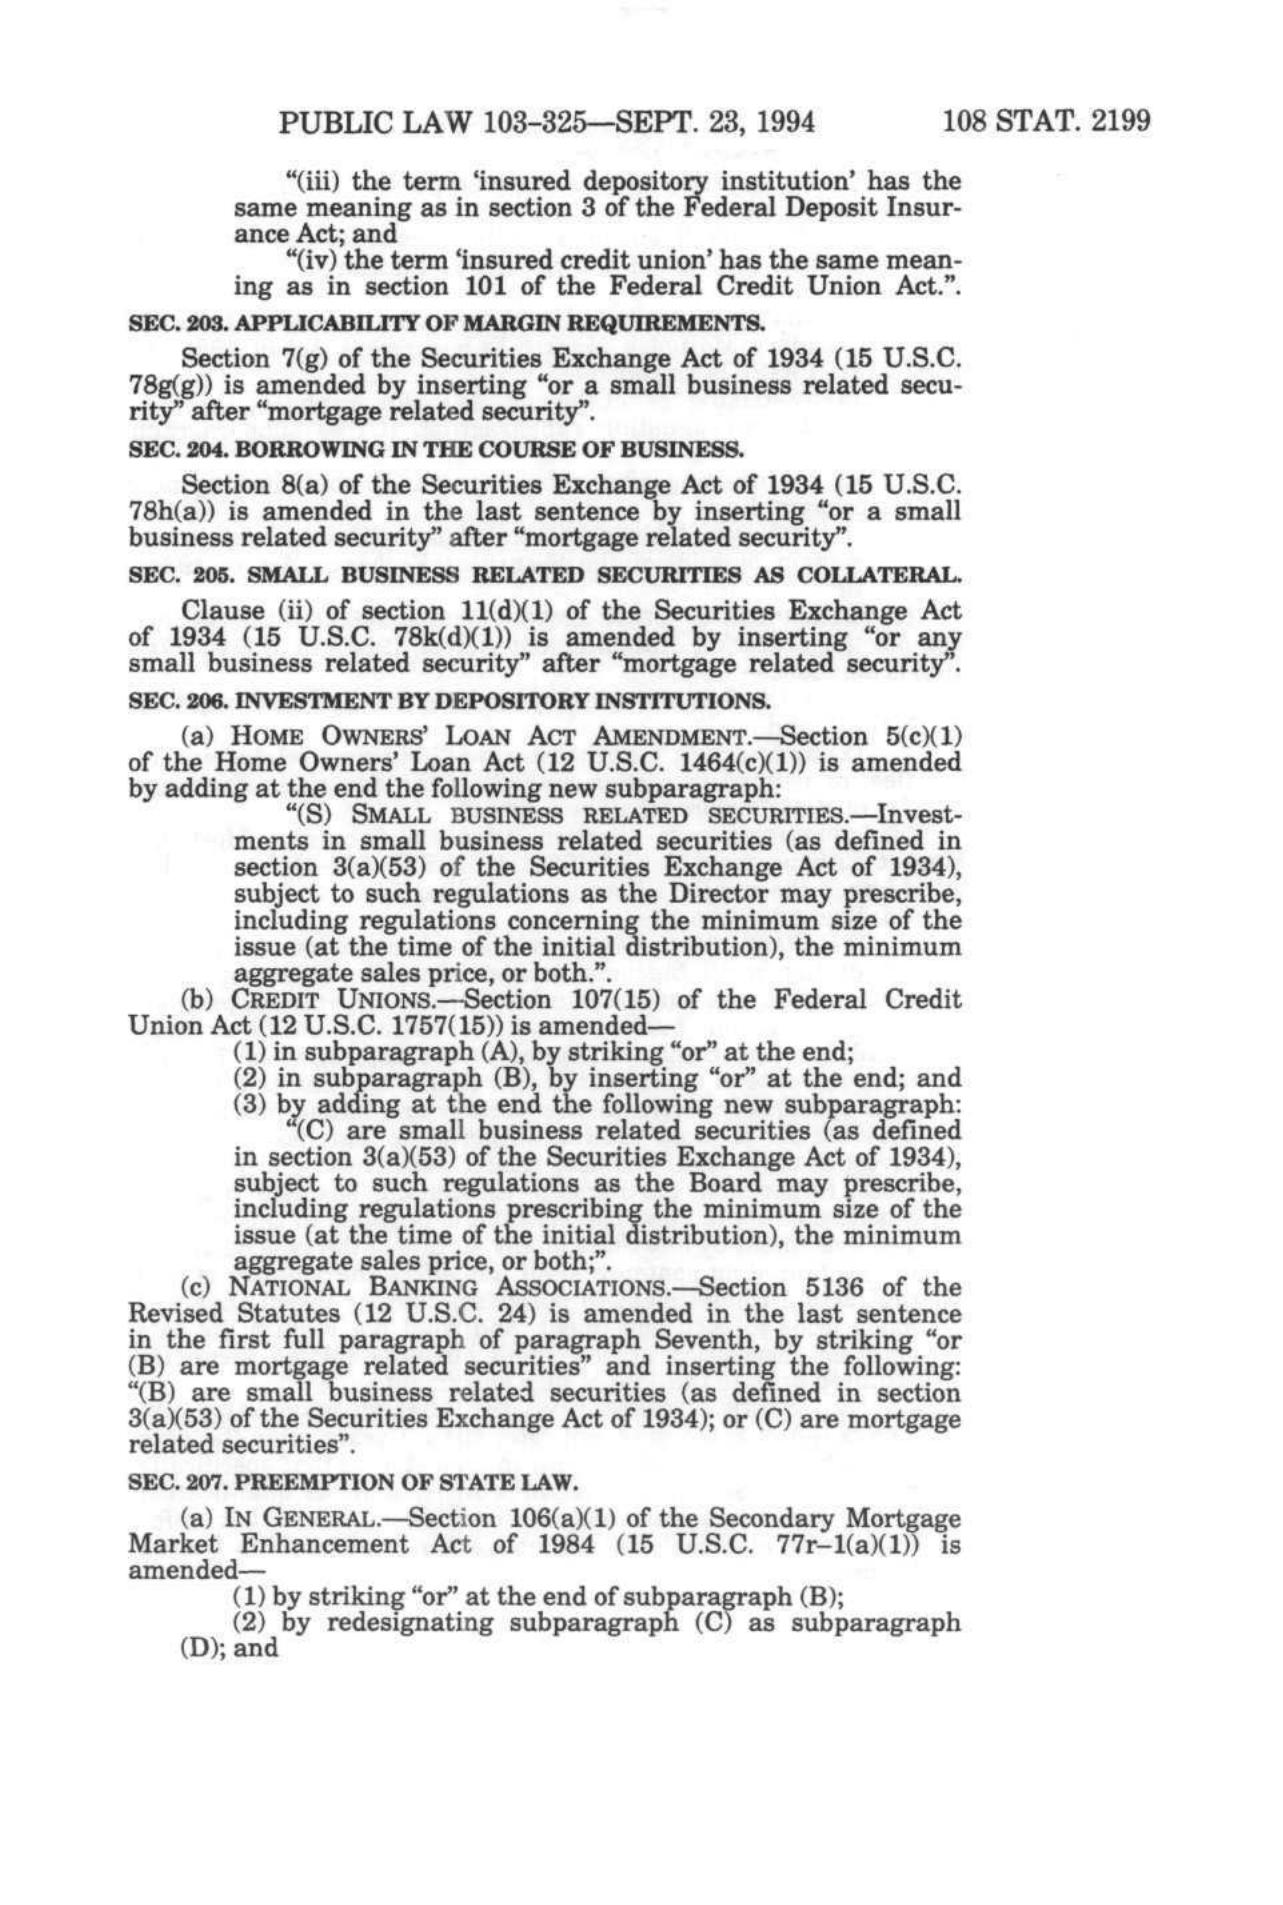 PUBLIC LAW 103–325—SEPT. 23, 1994 108 STAT. 2199
“(iii) the term ‘insured depository institution’ has the
same meaning as in section 3 of the Federal Deposit Insur-
ance Act; and
“(iv) the term ‘insured credit union’ has the same mean-
ing as in section 101 of the Federal Credit Union Act.”.
SEC. 203. APPLICABILITY OF MARGIN REQUIREMENTS.
Section 7(g) of the Securities Exchange Act of 1934 (15 U.S.C.
78g(g)) is amended by inserting “or a small business related secu-
rity” after “mortgage related security”.
SEC. 204. BORROWING IN THE COURSE OF BUSINESS.
Section 8(a) of the Securities Exchange Act of 1934 (15 U.S.C.
78h(a)) is amended in the last sentence by inserting “or a small
business related security” after “mortgage related security”.
SEC. 205. SMALL BUSINESS RELATED SECURITIES AS COLLATERAL.
Clause (ii) of section 11(d)(1) of the Securities Exchange Act
of 1934 (15 U.S.C. 78k(d)(1)) is amended by inserting “or any
small business related security” after “mortgage related security”.
SEC. 206. INVESTMENT BY DEPOSITORY INSTITUTIONS.
(a) HOME OWNERS’ LOAN ACT AMENDMENT.—Section 5(c)(1)
of the Home Owners’ Loan Act (12 U.S.C. 1464(c)(1)) is amended
by adding at the end the following new subparagraph:
“(S) SMALL BUSINESS RELATED SECURITIES.—Invest-
ments in small business related securities (as defined in
section 3(a)(53) of the Securities Exchange Act of 1934),
subject to such regulations as the Director may prescribe,
including regulations concerning the minimum size of the
issue (at the time of the initial distribution), the minimum
aggregate sales price, or both.”.
(b) CREDIT UNIONS.—Section 107(15) of the Federal Credit
Union Act (12 U.S.C. 1757(15)) is amended—
(1) in subparagraph (A), by striking “or” at the end;
(2) in subparagraph (B), by inserting “or” at the end; and
(3) by adding at the end the following new subparagraph:
“(C) are small business related securities (as defined
in section 3(a)(53) of the Securities Exchange Act of 1934),
subject to such regulations as the Board may prescribe,
including regulations prescribing the minimum size of the
issue (at the time of the initial distribution), the minimum
aggregate sales price, or both;”.
(c) NATIONAL BANKING ASSOCIATIONS.—Section 5136 of the
Revised Statutes (12 U.S.C. 24) is amended in the last sentence
in the first full paragraph of paragraph Seventh, by striking “or
(B) are mortgage related securities” and inserting the following:
“(B) are small business related securities (as defined in section
3(a)(53) of the Securities Exchange Act of 1934); or (C) are mortgage
related securities”.
SEC. 207. PREEMPTION OF STATE LAW.
(a) IN GENERAL.—Section 106(a)(1) of the Secondary Mortgage
Market Enhancement Act of 1984 (15 U.S.C. 77r–1(a)(1)) is
amended—
(1) by striking “or” at the end of subparagraph (B);
(2) by redesignating subparagraph (C) as subparagraph
(D); and